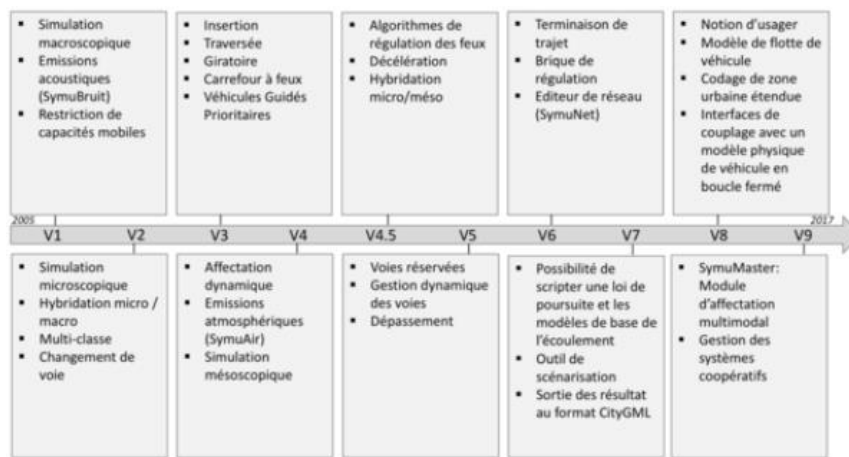 Simulation
macroscopique
Emissions
acoustiques
(SymuBruit)
Restriction de
capacités mobiles
Insertion
Traversée
Giratoire
Carrefour à feux
Véhicules Guidés
Prioritaires
Algorithmes de
régulation des feux
Décélération
Hybridation
micro/méso
Terminaison de
trajet
Brique de
régulation
Editeur de réseau
(SymuNet)
Notion d'usager
Modèle de flotte de
véhicule
Codage de zone
urbaine étendue
Interfaces de
couplage avec un
modèle physique
de véhicule en
boucle fermé
2005
2017
V1 V2 V3 V4 V4.5 V5 V6 V7 V8 V9
Simulation
microscopique
Hybridation micro /
macro
Multi-classe
Changement de
voie
Affectation
dynamique
Emissions
atmosphériques
(SymuAir)
Simulation
mésoscopique
Voies réservées
Gestion dynamique
des voies
Dépassement
Possibilité de
scripter une loi de
poursuite et les
modèles de base de
l'écoulement
Outil de
scénarisation
Sortie des résultat
au format CityGML
SymuMaster:
Module
d'affectation
multimodal
Gestion des
systèmes
coopératifs